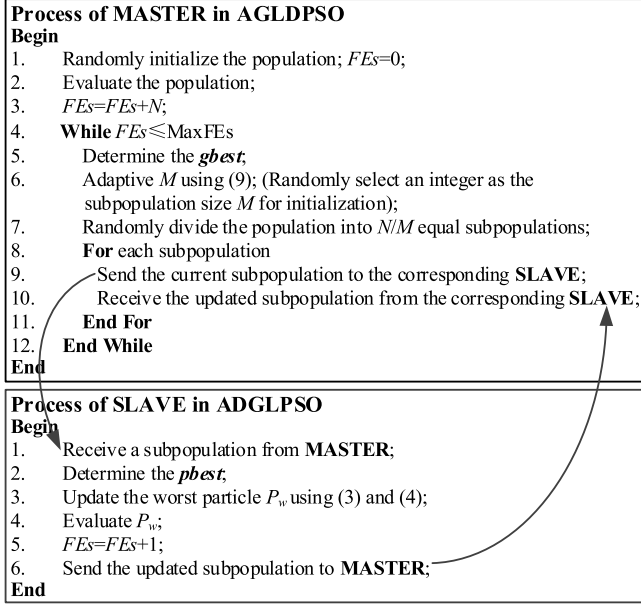 Process of MASTER in AGLDPSO
Begin
1. Randomly initialize the population; FEs=0;
2. Evaluate the population;
3. FEs=FEs+N;
4. While FEs≤MaxFEs
5. Determine the gbest;
6. Adaptive M using (9); (Randomly select an integer as the
subpopulation size M for initialization);
7. Randomly divide the population into N/M equal subpopulations;
8. For each subpopulation
9. Send the current subpopulation to the corresponding SLAVE;
10. Receive the updated subpopulation from the corresponding SLAVE;
11. End For
12. End While
End
Process of SLAVE in ADGLPSO
Begin
1. Receive a subpopulation from MASTER;
2. Determine the pbest;
3. Update the worst particle Pw using (3) and (4);
4. Evaluate Pw;
5. FEs=FEs+1;
6. Send the updated subpopulation to MASTER;
End